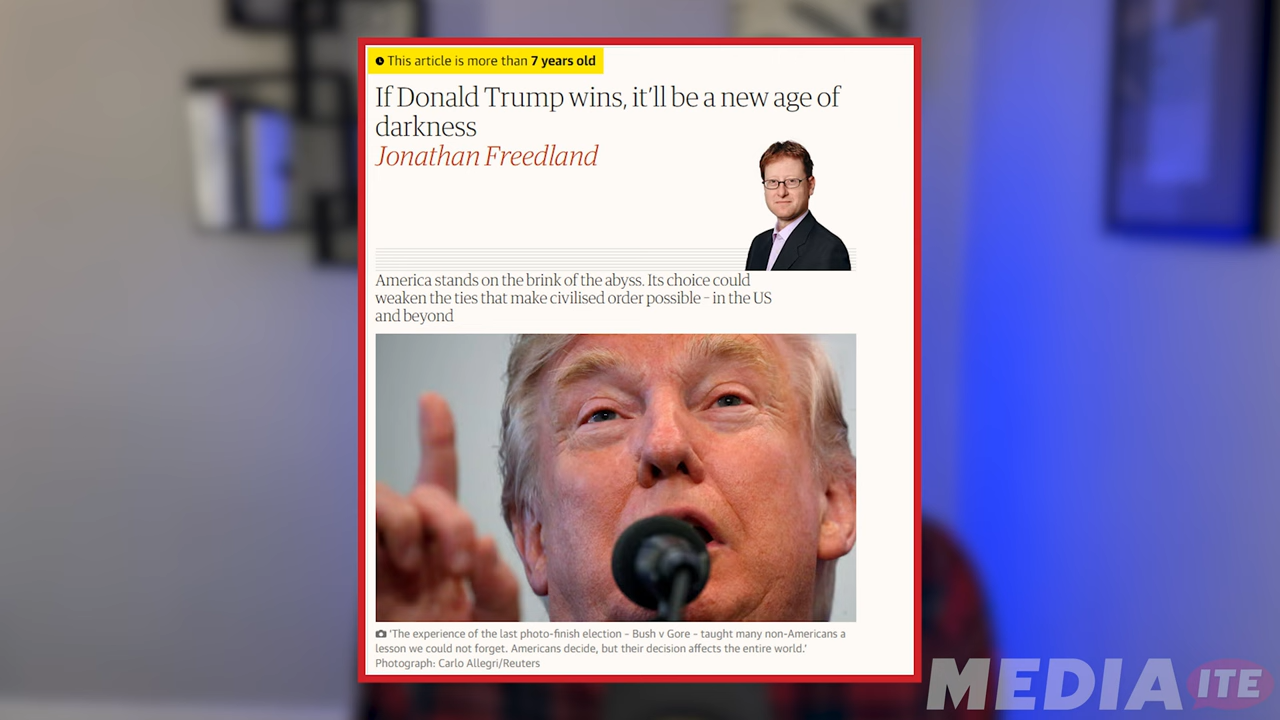 This article is more than 7 years old
If Donald Trump wins, it'll be a new age of
darkness
Jonathan Freedland
America stands on the brink of the abyss. Its choice could
weaken the ties that make civilised order possible – in the US
and beyond
'The experience of the last photo-finish election – Bush v Gore – taught many non-Americans a
lesson we could not forget. Americans decide, but their decision affects the entire world.'
Photograph: Carlo Allegri/Reuters
MEDIAITE